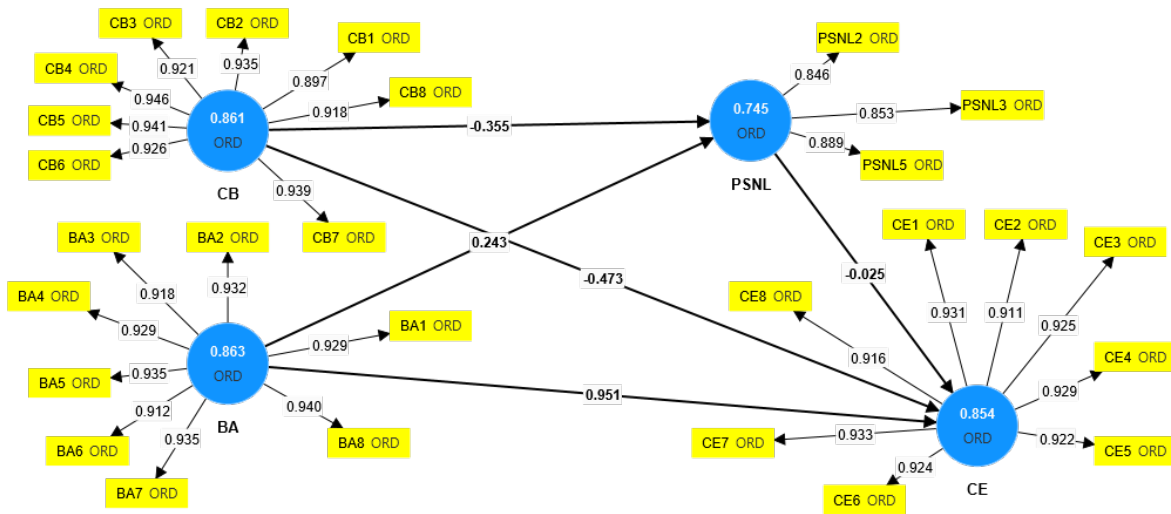 CB3 ORD
CB2 ORD
CB1 ORD
PSNL2 ORD
CB4 ORD
0.921
0.935
0.897
0.846
CB8 ORD
PSNL3 ORD
0.946
0.861
ORD
0.918
0.745
ORD
0.853
CB5 ORD
0.941
-0.355
0.889
CB6 ORD
0.926
PSNL5 ORD
CB
0.939
PSNL
CB7 ORD
BA3 ORD
BA2 ORD
0.243
CE1 ORD
CE2 ORD
CE3 ORD
0.918
0.932
-0.473
-0.025
BA4 ORD
CE8 ORD
0.929
0.931
0.911
0.925
BA1 ORD
0.929
0.863
ORD
0.916
CE4 ORD
BA5 ORD
0.935
0.951
0.929
0.912
0.940
0.854
ORD
BA
BA8 ORD
CE7 ORD
0.933
0.922
CE5 ORD
BA6 ORD
0.935
0.924
BA7 ORD
CE6 ORD
CE